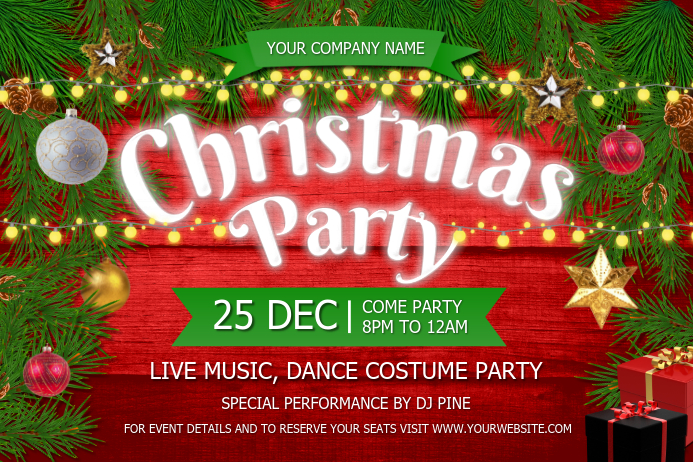 YOUR COMPANY NAME
Christmas
Party
25 DEC | COME PARTY
8PM TO 12AM
LIVE MUSIC, DANCE COSTUME PARTY
SPECIAL PERFORMANCE BY DJ PINE
FOR EVENT DETAILS AND TO RESERVE YOUR SEATS VISIT WWW.YOURWEBSITE.COM